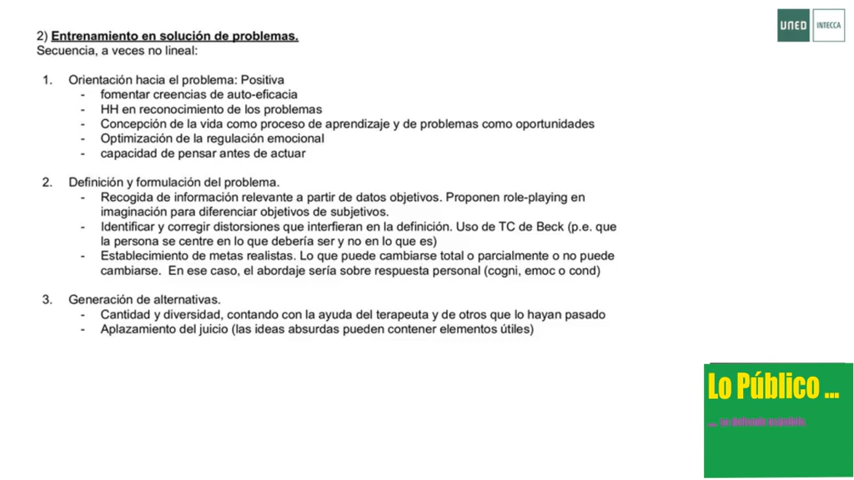 2) Entrenamiento en solución de problemas.
Secuencia, a veces no lineal:
1. Orientación hacia el problema: Positiva
- fomentar creencias de auto-eficacia
- HH en reconocimiento de los problemas
- Concepción de la vida como proceso de aprendizaje y de problemas como oportunidades
- Optimización de la regulación emocional
- capacidad de pensar antes de actuar
2. Definición y formulación del problema.
- Recogida de información relevante a partir de datos objetivos. Proponen role-playing en
imaginación para diferenciar objetivos de subjetivos.
- Identificar y corregir distorsiones que interfieran en la definición. Uso de TC de Beck (p.e. que
la persona se centre en lo que debería ser y no en lo que es)
- Establecimiento de metas realistas. Lo que puede cambiarse total o parcialmente o no puede
cambiarse. En ese caso, el abordaje sería sobre respuesta personal (cogni, emoc o cond)
3. Generación de alternativas.
- Cantidad y diversidad, contando con la ayuda del terapeuta y de otros que lo hayan pasado
- Aplazamiento del juicio (las ideas absurdas pueden contener elementos útiles)
UNED
INTECCA
Lo Público ...